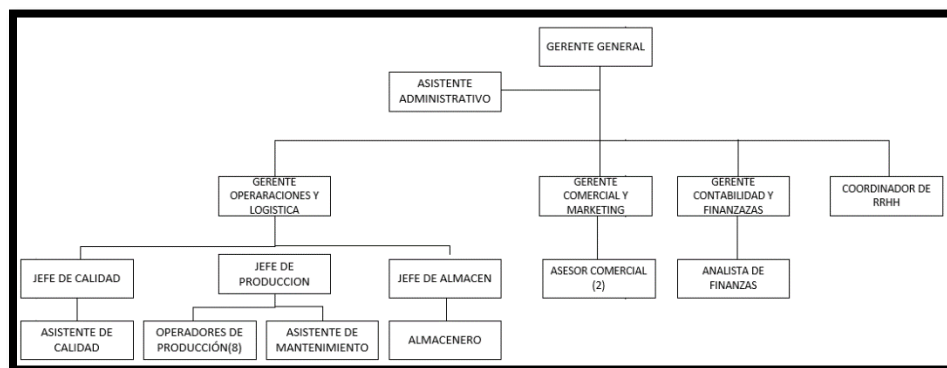 GERENTE GENERAL
ASISTENTE
ADMINISTRATIVO
GERENTE
OPERARACIONES Y
LOGISTICA
GERENTE
COMERCIAL Y
MARKETING
GERENTE
CONTABILIDAD Y
FINANZAZAS
COORDINADOR DE
RRHH
JEFE DE CALIDAD
JEFE DE
PRODUCCION
JEFE DE ALMACEN
ASESOR COMERCIAL
(2)
ANALISTA DE
FINANZAS
ASISTENTE DE
CALIDAD
OPERADORES DE
PRODUCCIÓN(8)
ASISTENTE DE
MANTENIMIENTO
ALMACENERO